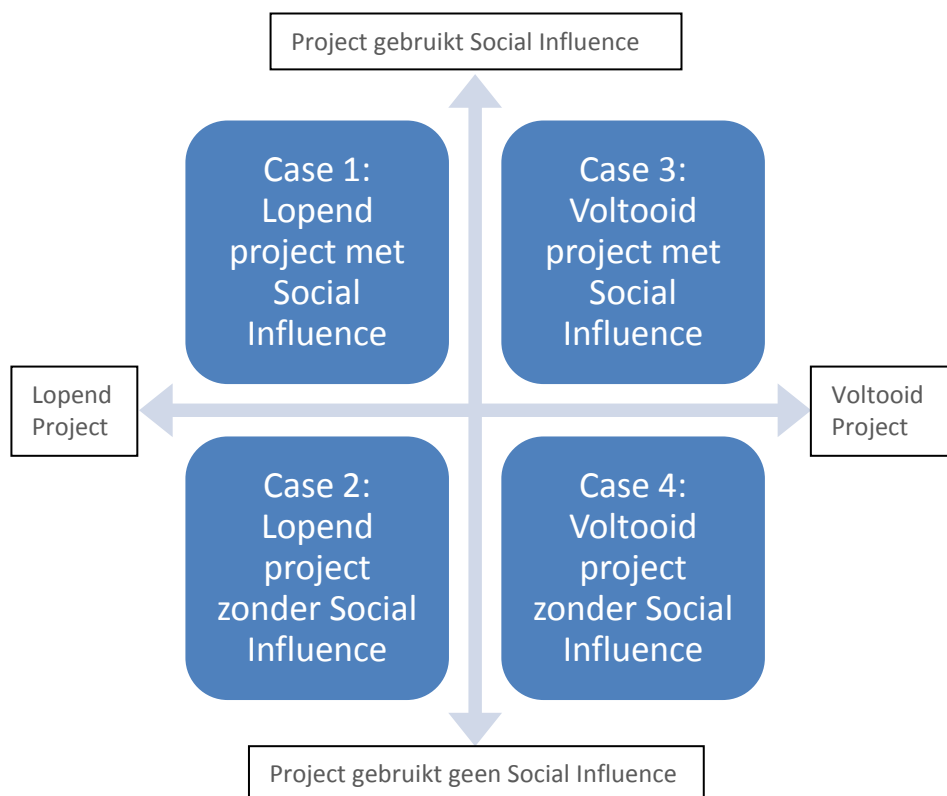 Project gebruikt Social Influence
Case 1:
Lopend
project met
Social
Influence
Case 3:
Voltooid
project met
Social
Influence
Lopend
Project
Voltooid
Project
Case 2:
Lopend
project
zonder Social
Influence
Case 4:
Voltooid
project
zonder Social
Influence
Project gebruikt geen Social Influence